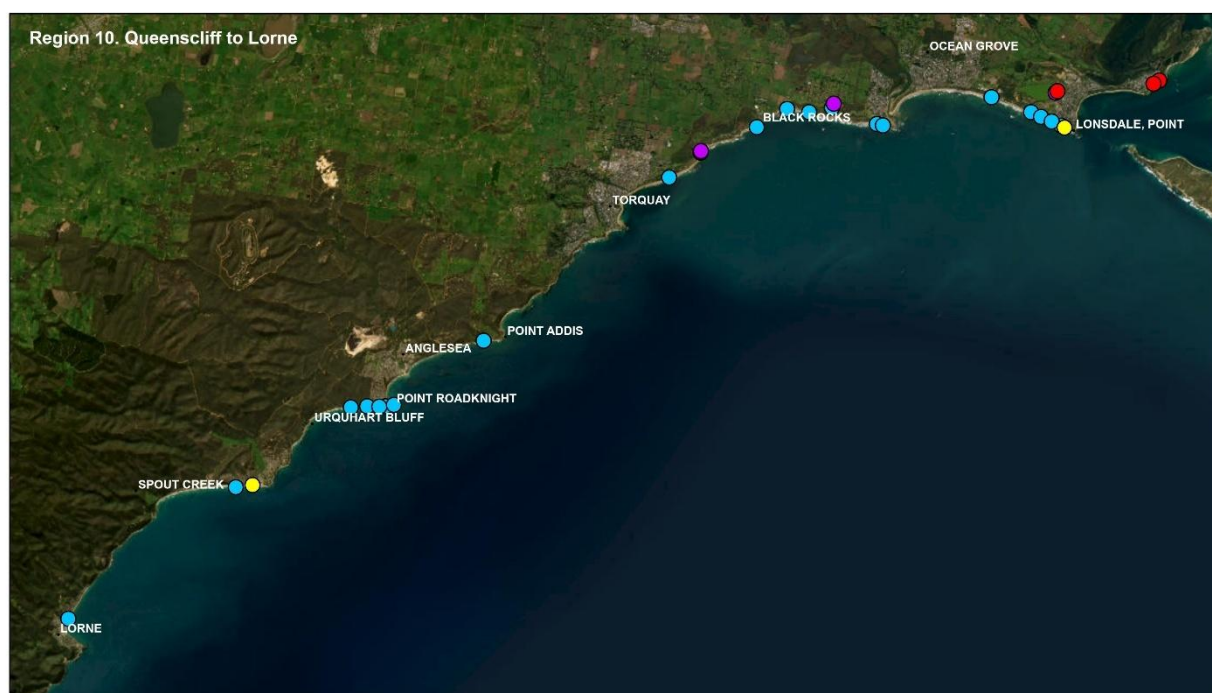 Region 10. Queenscliff to Lorne
OCEAN GROVE
BLACK ROCKS
LONSDALE, POINT
TORQUAY
POINT ADDIS
ANGLESEA
POINT ROADKNIGHT
URQUHART BLUFF
SPOUT CREEK
LORNE